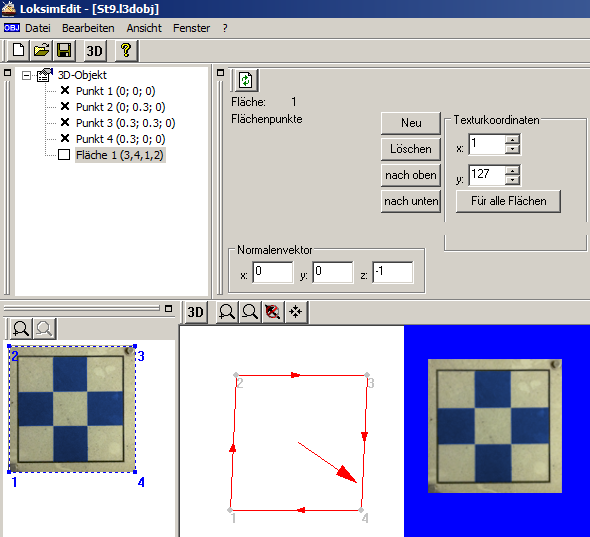 LoksimEdit - [St9.l3dobj]
OBJ Datei Bearbeiten Ansicht Fenster ?
3D ?
3D-Objekt
Punkt 1 (0; 0; 0)
Punkt 2 (0; 0.3; 0)
Punkt 3 (0.3; 0.3; 0)
Punkt 4 (0.3; 0; 0)
Fläche 1 (3,4,1,2)
Fläche: 1
Flächenpunkte
Neu
Löschen
nach oben
nach unten
Texturkoordinaten
x: 1
y: 127
Für alle Flächen
Normalenvektor
x: 0 y: 0 z: -1
3D
2 3
1 4
2 3
1 4